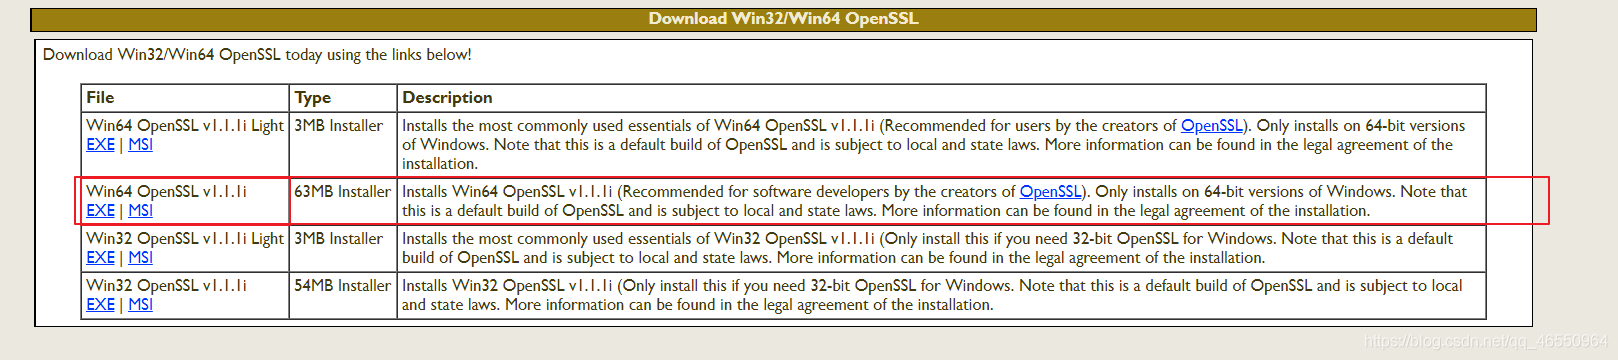 Download Win32/Win64 OpenSSL
Download Win32/Win64 OpenSSL today using the links below!
File Type Description
Win64 OpenSSL v1.1.1i Light 3MB Installer Installs the most commonly used essentials of Win64 OpenSSL v1.1.1i (Recommended for users by the creators of OpenSSL). Only installs on 64-bit versions
EXE | MSI of Windows. Note that this is a default build of OpenSSL and is subject to local and state laws. More information can be found in the legal agreement of the
installation.
Win64 OpenSSL v1.1.1i 63MB Installer Installs Win64 OpenSSL v1.1.1i (Recommended for software developers by the creators of OpenSSL). Only installs on 64-bit versions of Windows. Note that
EXE | MSI this is a default build of OpenSSL and is subject to local and state laws. More information can be found in the legal agreement of the installation.
Win32 OpenSSL v1.1.1i Light 3MB Installer Installs the most commonly used essentials of Win32 OpenSSL v1.1.1i (Only install this if you need 32-bit OpenSSL for Windows. Note that this is a default
EXE | MSI build of OpenSSL and is subject to local and state laws. More information can be found in the legal agreement of the installation.
Win32 OpenSSL v1.1.1i 54MB Installer Installs Win32 OpenSSL v1.1.1i (Only install this if you need 32-bit OpenSSL for Windows. Note that this is a default build of OpenSSL and is subject to local
EXE | MSI and state laws. More information can be found in the legal agreement of the installation.
https://blog.csdn.net/qq_46550964